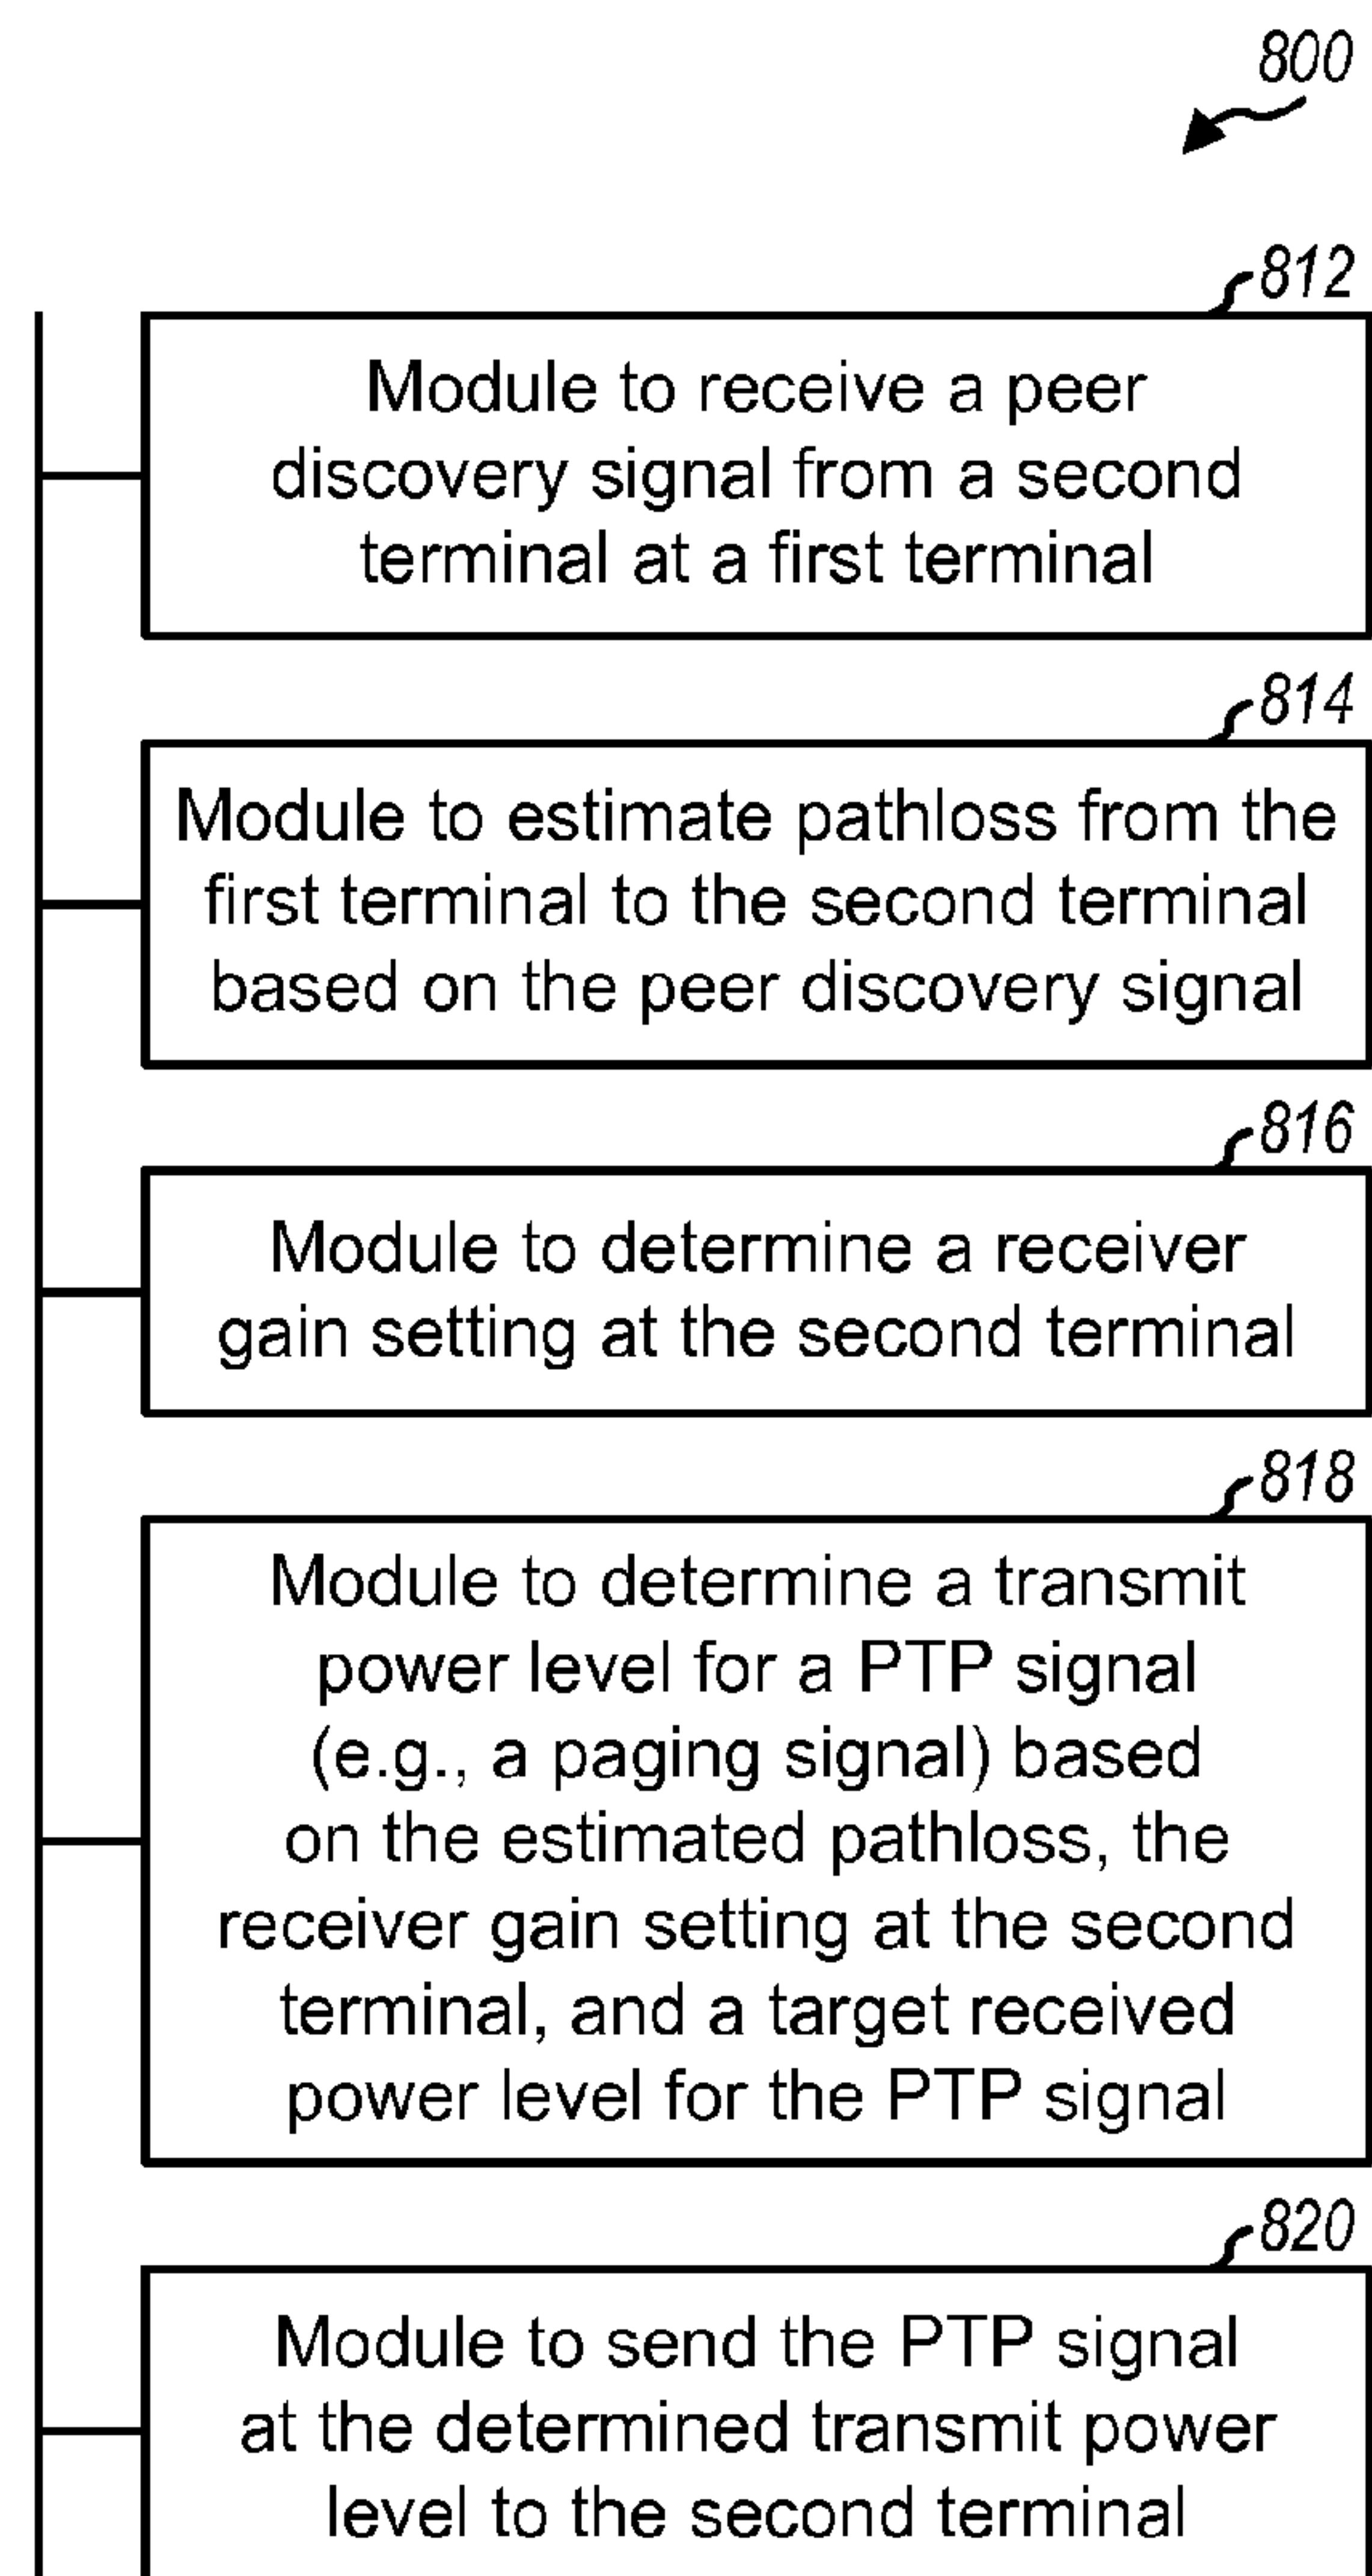 800
812
Module to receive a peer
discovery signal from a second
terminal at a first terminal
814
Module to estimate pathloss from the
first terminal to the second terminal
based on the peer discovery signal
816
Module to determine a receiver
gain setting at the second terminal
818
Module to determine a transmit
power level for a PTP signal
(e.g., a paging signal) based
on the estimated pathloss, the
receiver gain setting at the second
terminal, and a target received
power level for the PTP signal
820
Module to send the PTP signal
at the determined transmit power
level to the second terminal